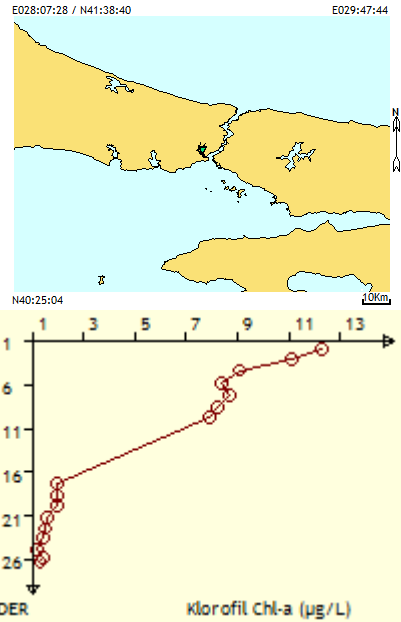 E028:07:28 / N41:38:40 E029:47:44
N
N40:25:04 10Km
1 3 5 7 9 11 13
1
6
11
16
21
26
DER Klorofil Chl-a (µg/L)